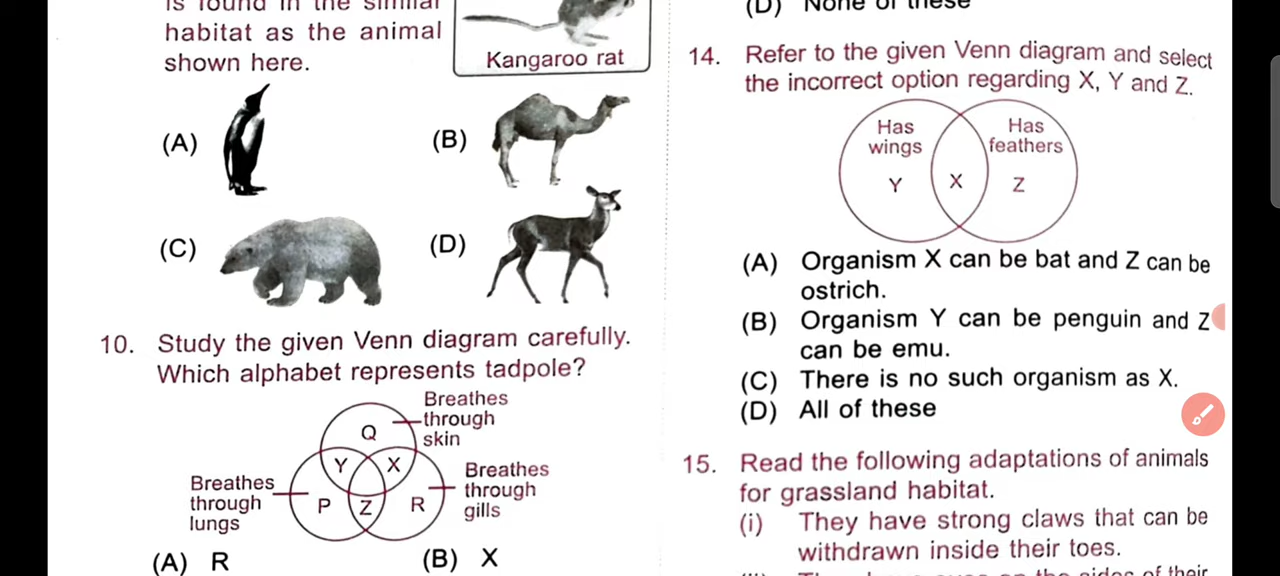 is found in the similar
habitat as the animal
shown here.
Kangaroo rat
(A)
(B)
(C)
(D)
10. Study the given Venn diagram carefully.
Which alphabet represents tadpole?
Breathes
through
skin
Q
Y X
Breathes
through
lungs
P Z R
Breathes
through
gills
(A) R
(B) X
(D) None of these
14. Refer to the given Venn diagram and select
the incorrect option regarding X, Y and Z.
Has
wings
Has
feathers
Y X Z
(A) Organism X can be bat and Z can be
ostrich.
(B) Organism Y can be penguin and Z
can be emu.
(C) There is no such organism as X.
(D) All of these
15. Read the following adaptations of animals
for grassland habitat.
(i) They have strong claws that can be
withdrawn inside their toes.